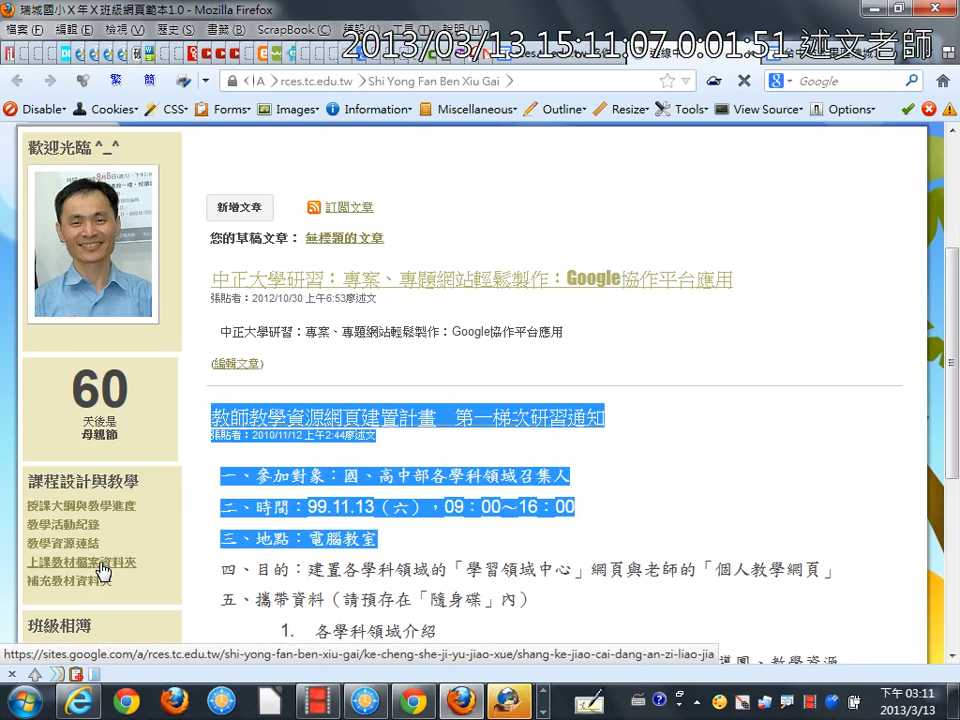 瑞城國小X年X班級網頁範本1.0 - Mozilla Firefox
檔案(F) 編輯(E) 檢視(V) 歷史(S) 書籤(B) ScrapBook(C) 工具(T) 說明(H)
2013/03/13 15:11:07 0:01:51 述文老師
繁 簡 A rces.tc.edu.tw Shi Yong Fan Ben Xiu Gai Google
Disable Cookies CSS Forms Images Information Miscellaneous Outline Resize Tools View Source Options
歡迎光臨 ^_^
60
天後是
母親節
課程設計與教學
授課大綱與教學進度
教學活動紀錄
教學資源連結
上課教材檔案資料夾
補充教材資料夾
班級相簿
新增文章 訂閱文章
您的草稿文章： 無標題的文章
中正大學研習：專案、專題網站輕鬆製作：Google協作平台應用
張貼者：2012/10/30 上午6:53廖述文
中正大學研習：專案、專題網站輕鬆製作：Google協作平台應用
(編輯文章)
教師教學資源網頁建置計畫　第一梯次研習通知
張貼者：2010/11/12 上午2:44廖述文
一、參加對象：國、高中部各學科領域召集人
二、時間：99.11.13（六），09：00～16：00
三、地點：電腦教室
四、目的：建置各學科領域的「學習領域中心」網頁與老師的「個人教學網頁」
五、攜帶資料（請預存在「隨身碟」內）
1. 各學科領域介紹
https://sites.google.com/a/rces.tc.edu.tw/shi-yong-fan-ben-xiu-gai/ke-cheng-she-ji-yu-jiao-xue/shang-ke-jiao-cai-dang-an-zi-liao-jia
下午 03:11
2013/3/13